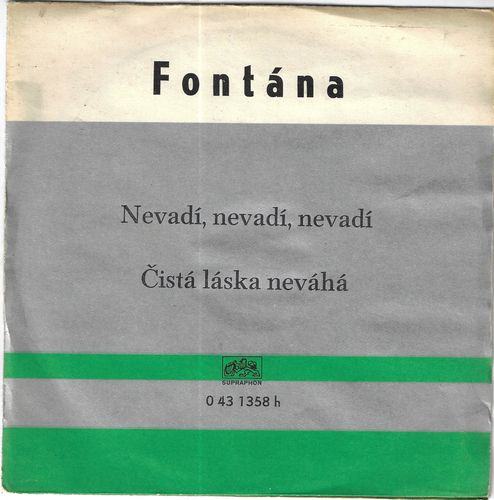 Fontána
Nevadí, nevadí, nevadí
Čistá láska neváhá
SUPRAPHON
0 43 1358 h